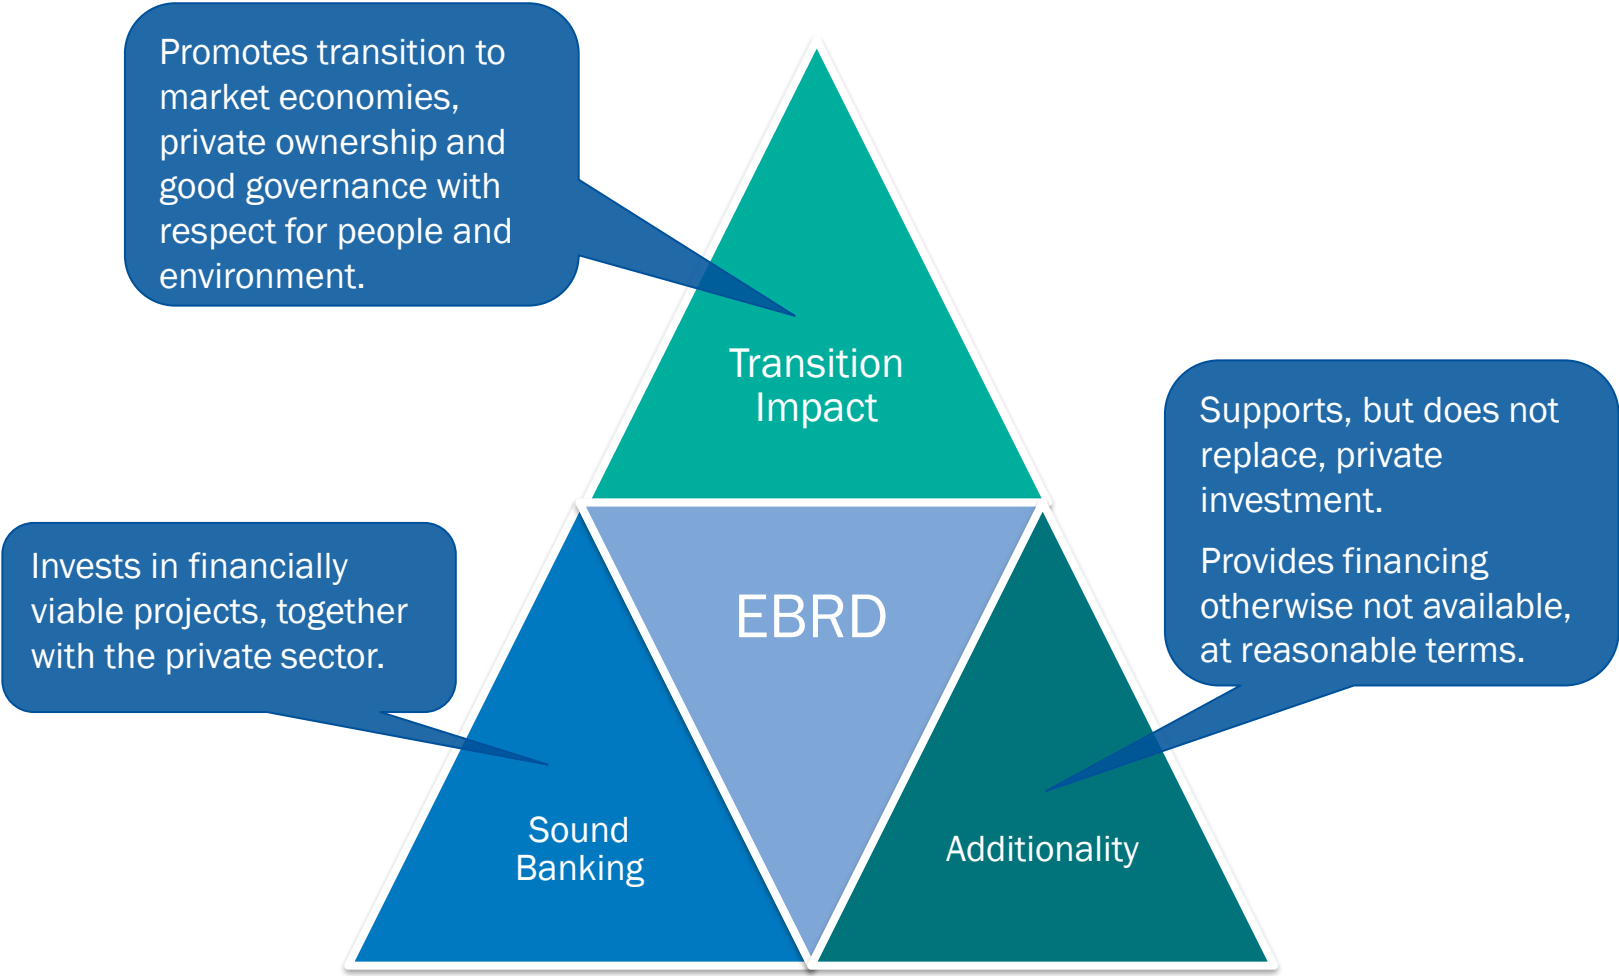 Promotes transition to
market economies,
private ownership and
good governance with
respect for people and
environment.
Transition
Impact
Supports, but does not
replace, private
investment.
Provides financing
otherwise not available,
at reasonable terms.
Invests in financially
viable projects, together
with the private sector.
EBRD
Sound
Banking
Additionality